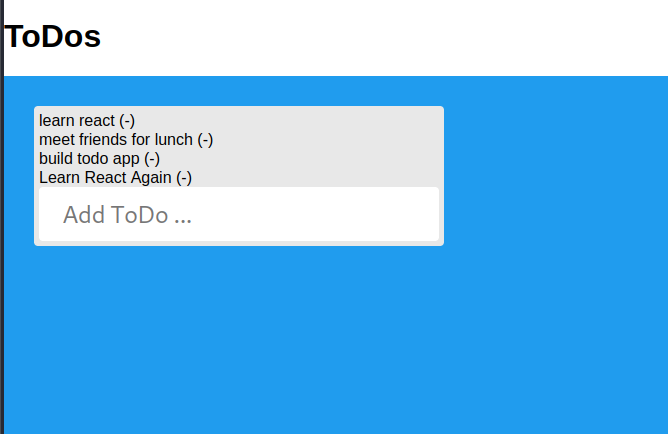 ToDos
learn react (-)
meet friends for lunch (-)
build todo app (-)
Learn React Again (-)
Add ToDo ...